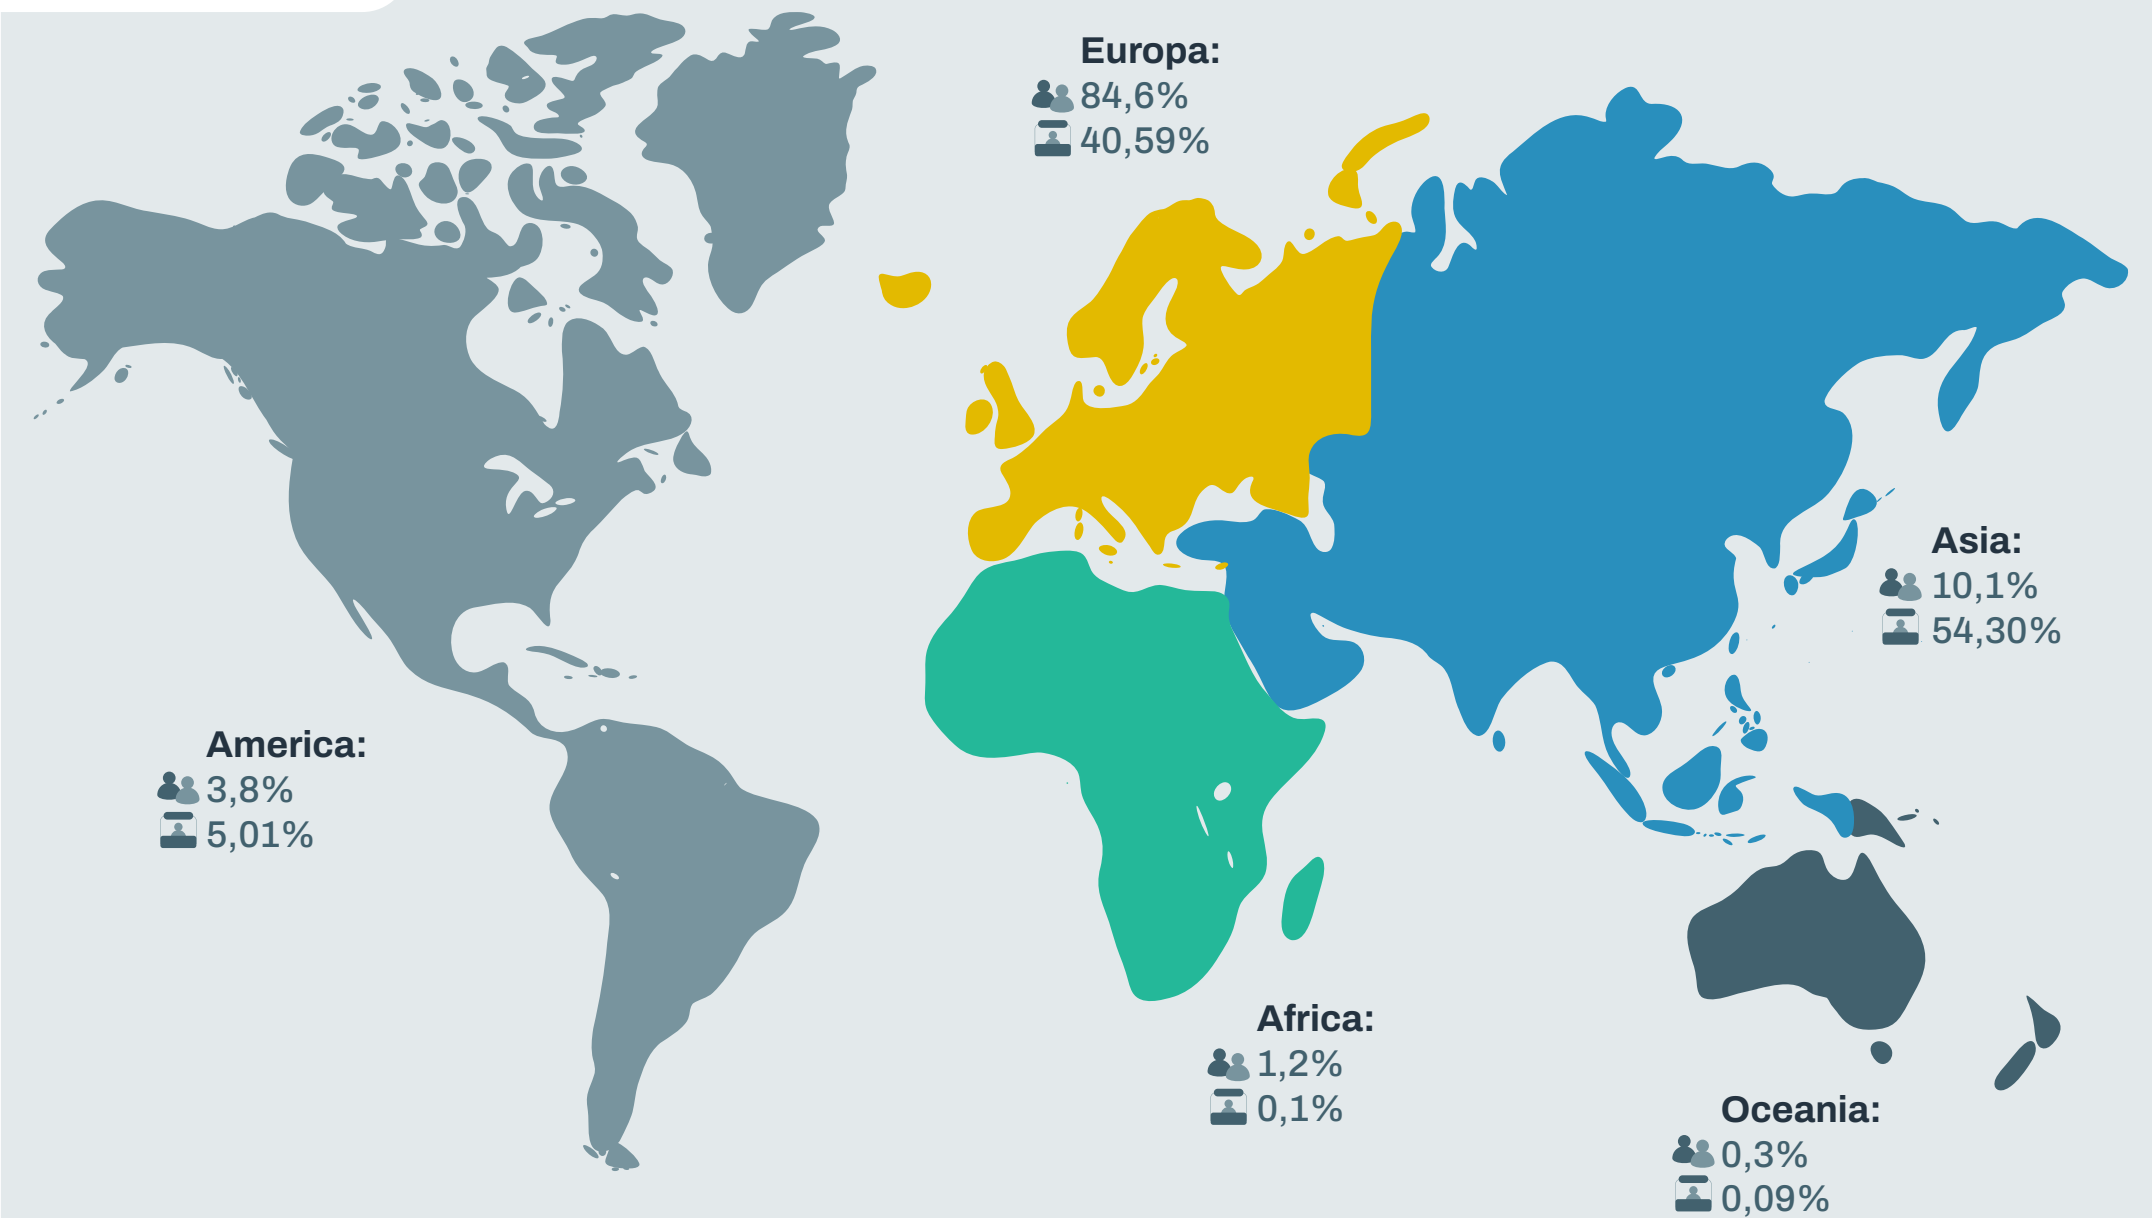 Europa:
84,6%
40,59%
Asia:
10,1%
54,30%
America:
3,8%
5,01%
Africa:
1,2%
0,1%
Oceania:
0,3%
0,09%